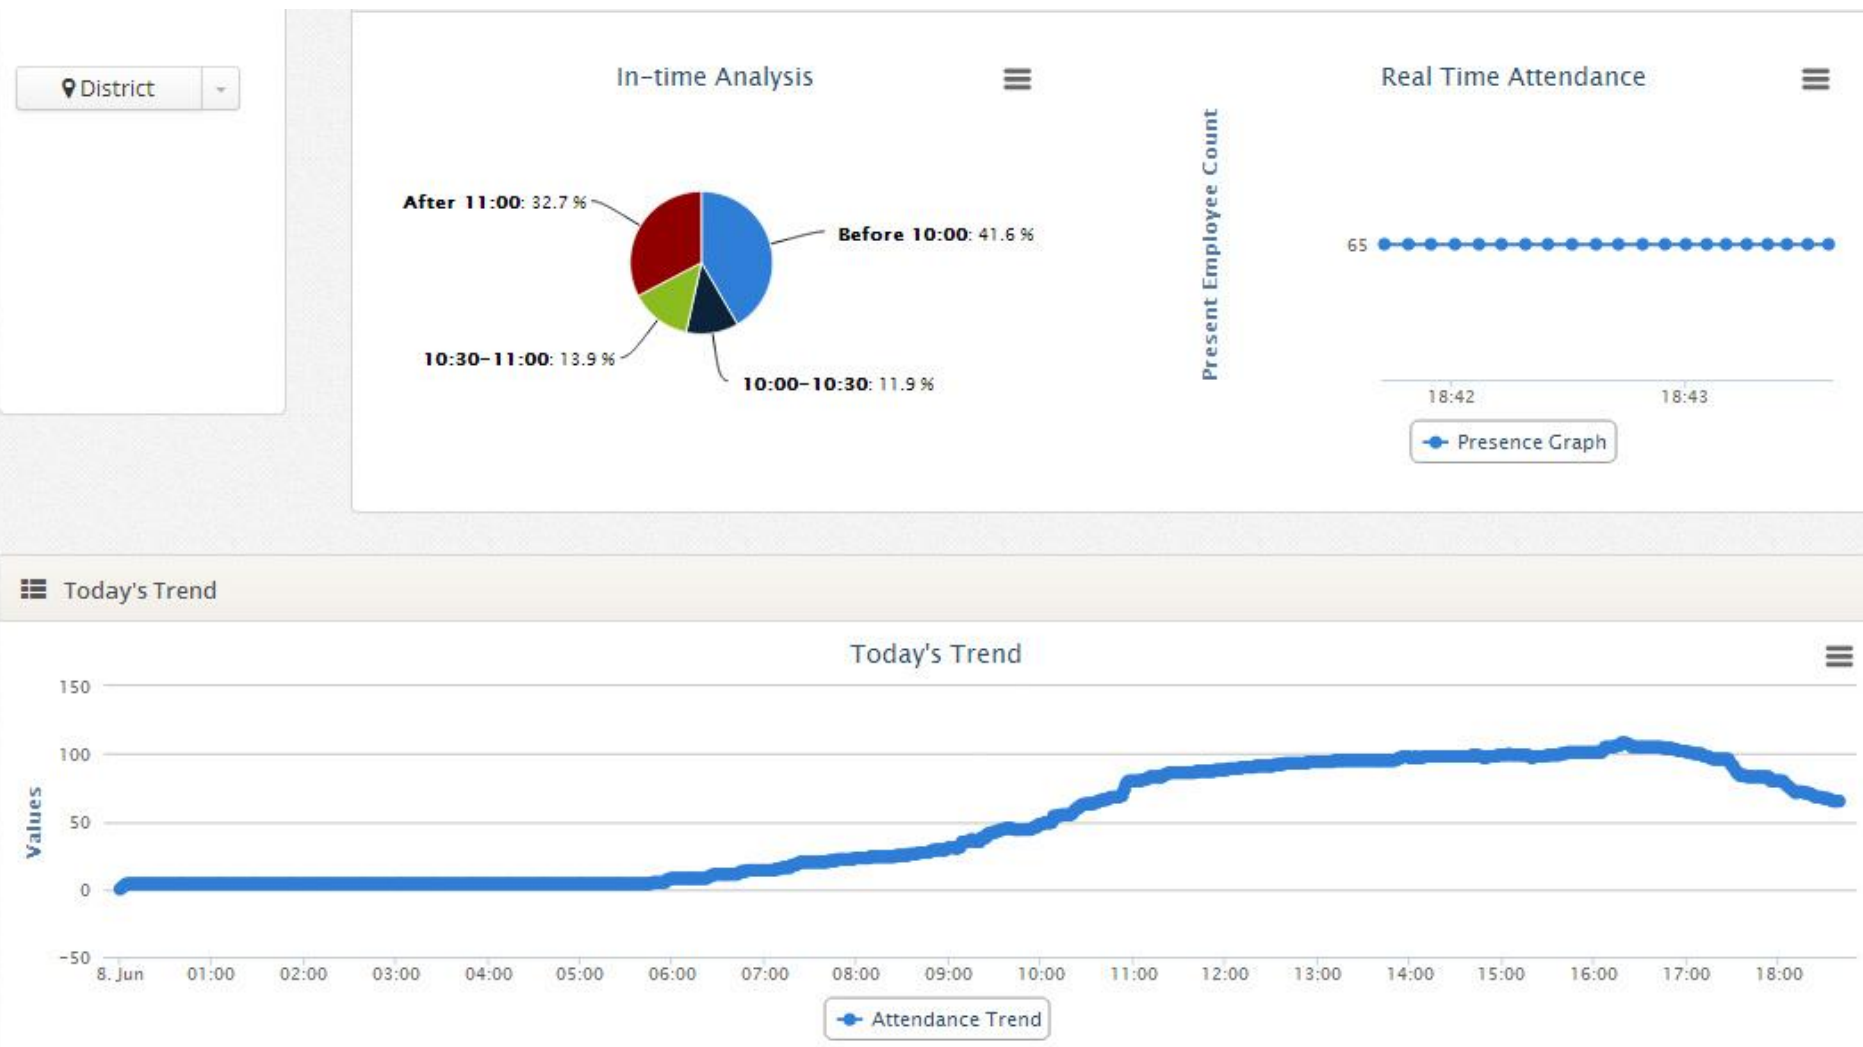 District
In-time Analysis
After 11:00: 32.7 %
Before 10:00: 41.6 %
10:30-11:00: 13.9 %
10:00-10:30: 11.9 %
Real Time Attendance
Present Employee Count
65
18:42 18:43
Presence Graph
Today's Trend
Today's Trend
Values
150
100
50
0
-50
8. Jun 01:00 02:00 03:00 04:00 05:00 06:00 07:00 08:00 09:00 10:00 11:00 12:00 13:00 14:00 15:00 16:00 17:00 18:00
Attendance Trend